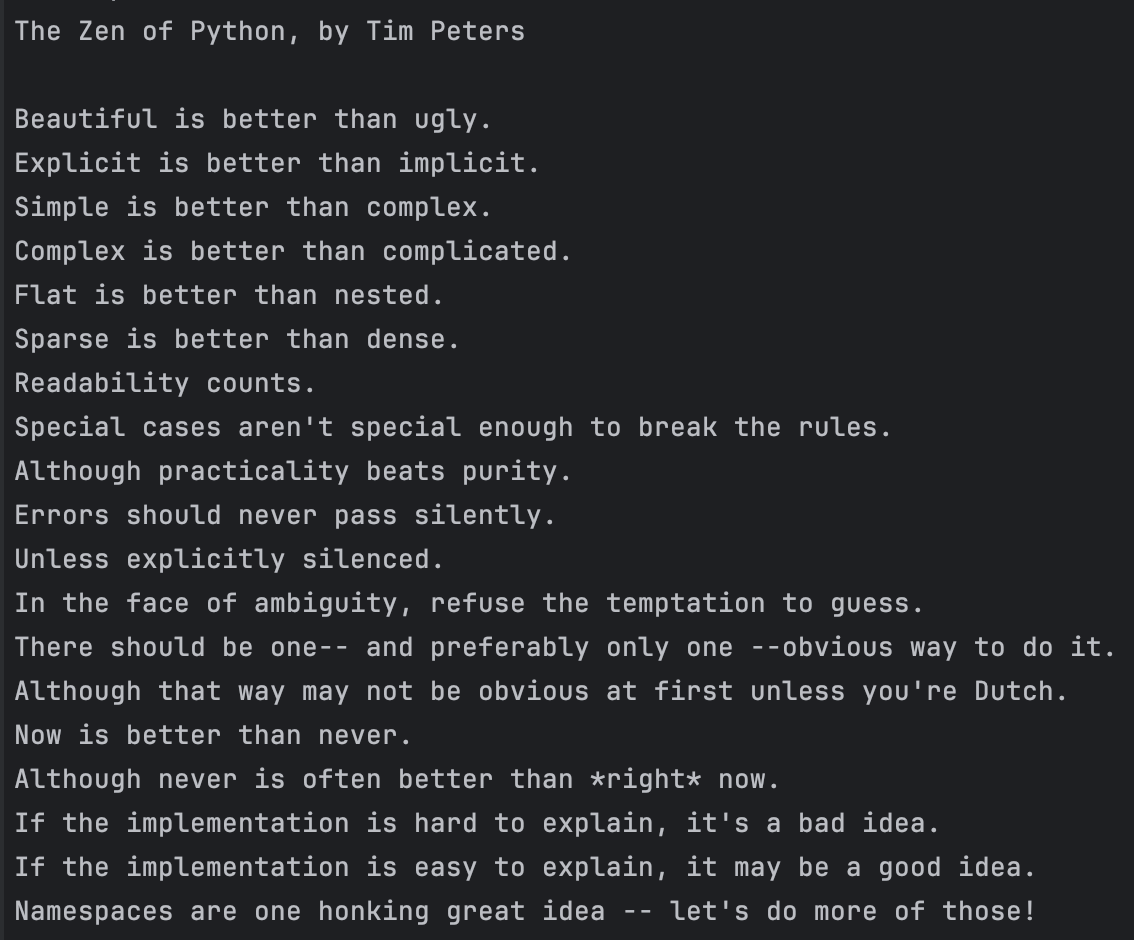 The Zen of Python, by Tim Peters

Beautiful is better than ugly.
Explicit is better than implicit.
Simple is better than complex.
Complex is better than complicated.
Flat is better than nested.
Sparse is better than dense.
Readability counts.
Special cases aren't special enough to break the rules.
Although practicality beats purity.
Errors should never pass silently.
Unless explicitly silenced.
In the face of ambiguity, refuse the temptation to guess.
There should be one-- and preferably only one --obvious way to do it.
Although that way may not be obvious at first unless you're Dutch.
Now is better than never.
Although never is often better than *right* now.
If the implementation is hard to explain, it's a bad idea.
If the implementation is easy to explain, it may be a good idea.
Namespaces are one honking great idea -- let's do more of those!